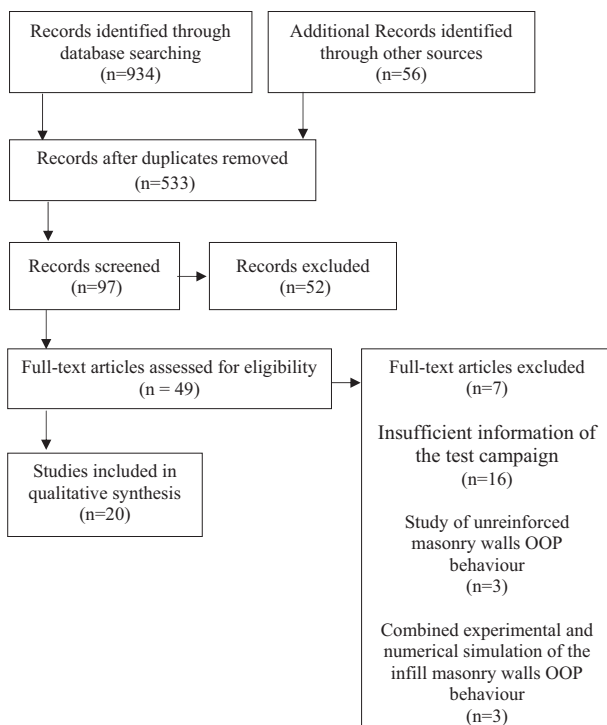 Records identified through
database searching
(n=934)
Additional Records identified
through other sources
(n=56)
Records after duplicates removed
(n=533)
Records screened
(n=97)
Records excluded
(n=52)
Full-text articles assessed for eligibility
(n = 49)
Full-text articles excluded
(n=7)
Insufficient information of
the test campaign
(n=16)
Study of unreinforced
masonry walls OOP
behaviour
(n=3)
Combined experimental and
numerical simulation of the
infill masonry walls OOP
behaviour
(n=3)
Studies included in
qualitative synthesis
(n=20)